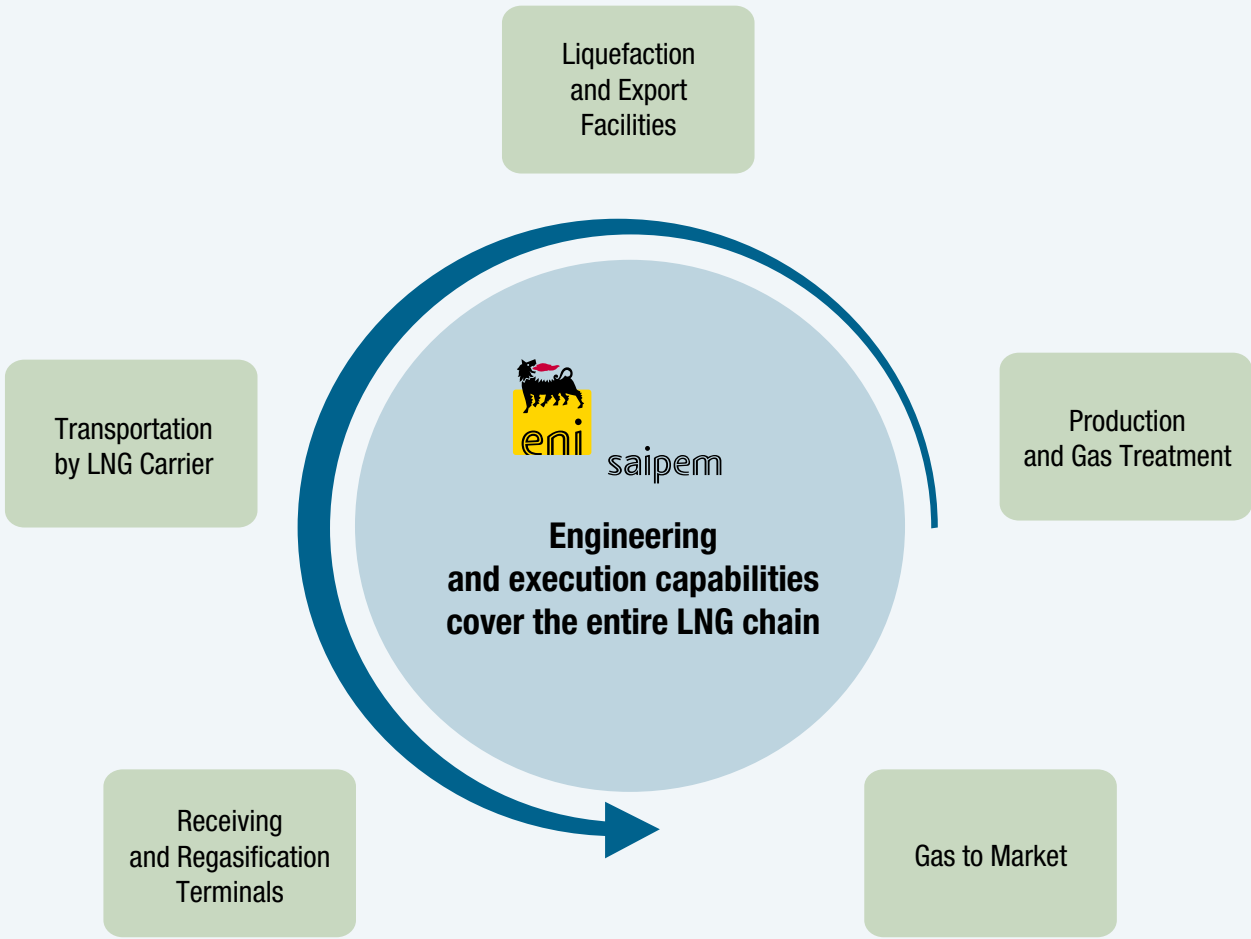 Liquefaction
and Export
Facilities
Transportation
by LNG Carrier
Production
and Gas Treatment
eni
saipem
Engineering
and execution capabilities
cover the entire LNG chain
Receiving
and Regasification
Terminals
Gas to Market